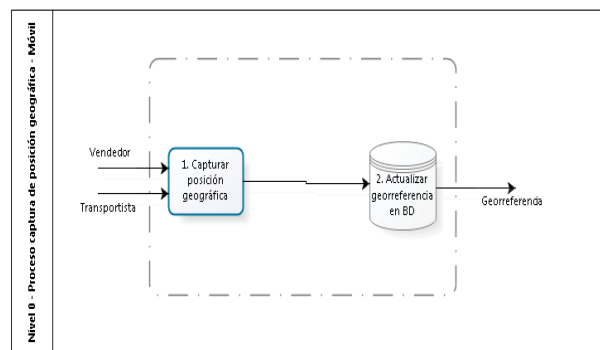 Nivel 0 - Proceso captura de posición geográfica - Móvil
Vendedor
Transportista
1. Capturar
posición
geográfica
2. Actualizar
georreferencia
en BD
Georreferencia